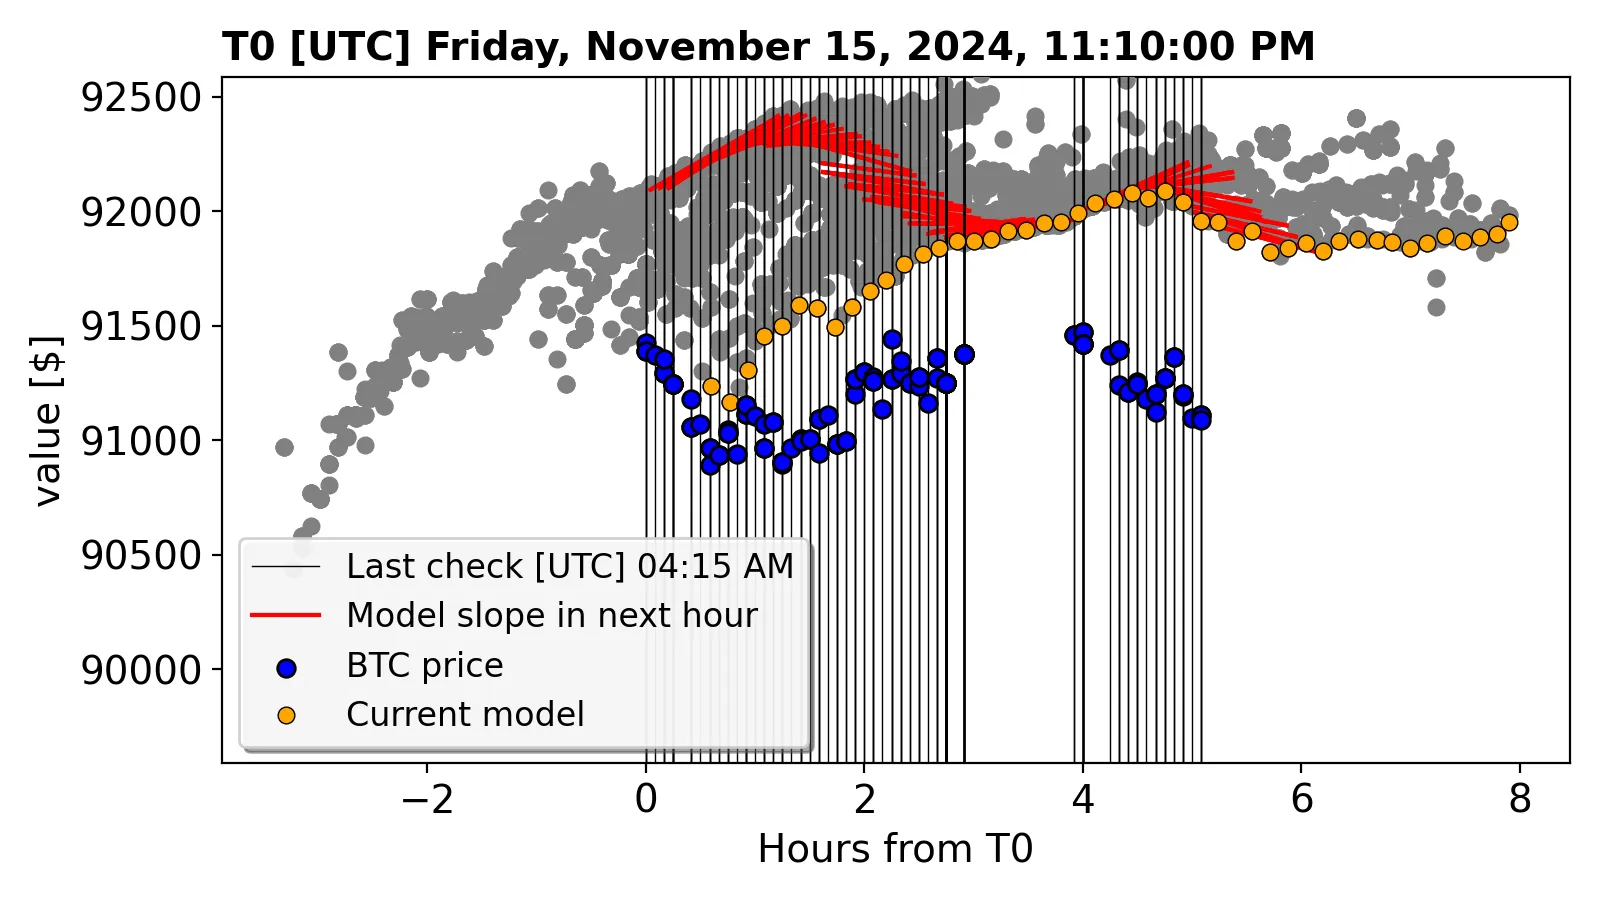 T0 [UTC] Friday, November 15, 2024, 11:10:00 PM
92500
92000
91500
91000
90500
90000
value [$]
Last check [UTC] 04:15 AM
Model slope in next hour
BTC price
Current model
−2 0 2 4 6 8
Hours from T0